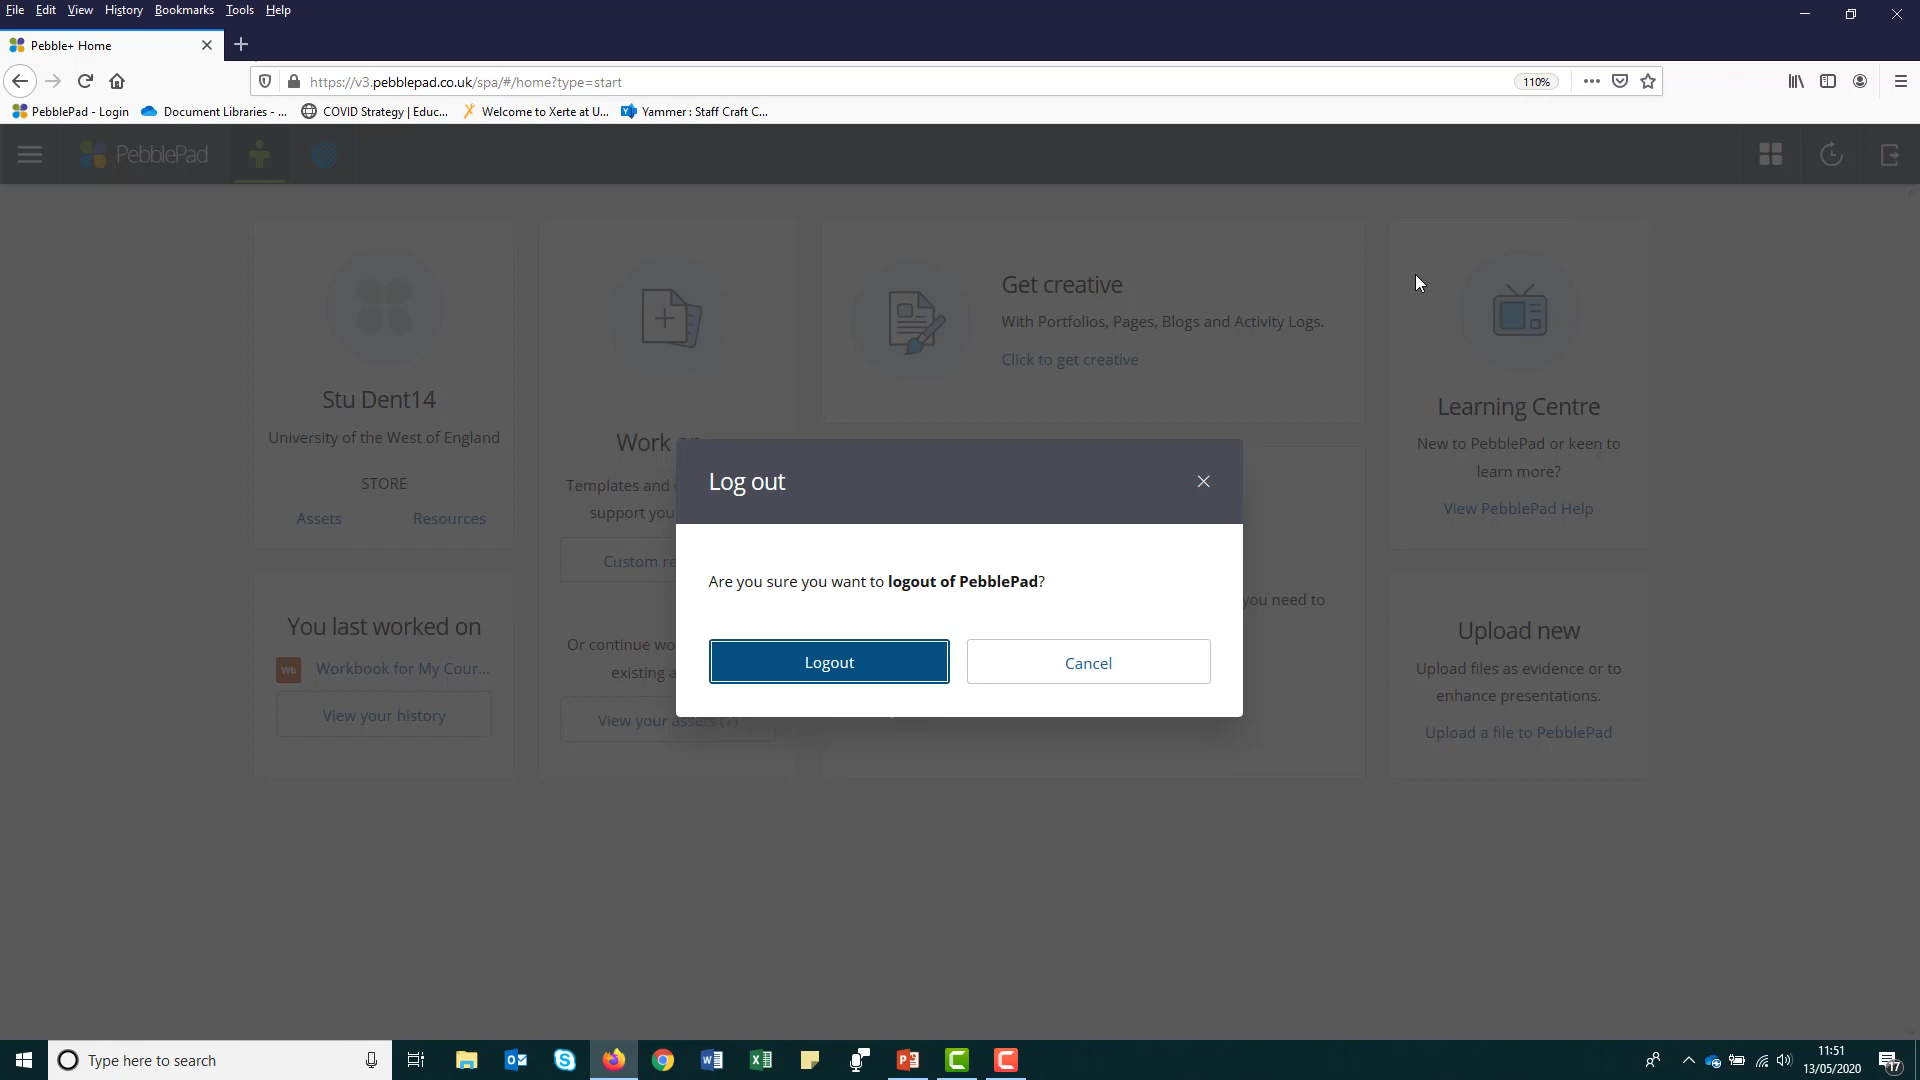 File Edit View History Bookmarks Tools Help
Pebble+ Home
https://v3.pebblepad.co.uk/spa/#/home?type=start
110%
PebblePad - Login Document Libraries - ... COVID Strategy | Educ... Welcome to Xerte at U... Yammer : Staff Craft C...
PebblePad
Stu Dent14
University of the West of England
STORE
Assets Resources
You last worked on
Wb Workbook for My Cour...
View your history
Work
Templates and
support you
Custom re
Or continue wo
existing a
View your assets (7)
Get creative
With Portfolios, Pages, Blogs and Activity Logs.
Click to get creative
you need to
Learning Centre
New to PebblePad or keen to
learn more?
View PebblePad Help
Upload new
Upload files as evidence or to
enhance presentations.
Upload a file to PebblePad
Log out
Are you sure you want to logout of PebblePad?
Logout Cancel
Type here to search
11:51
13/05/2020
17